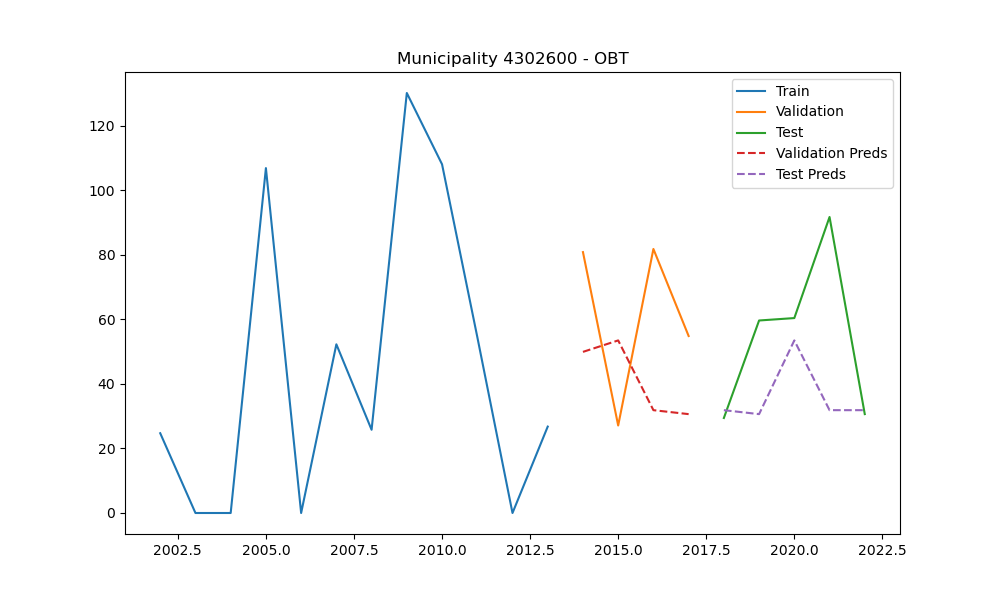 Municipality 4302600 - OBT
Train
Validation
Test
Validation Preds
Test Preds
120
100
80
60
40
20
0
2002.5 2005.0 2007.5 2010.0 2012.5 2015.0 2017.5 2020.0 2022.5